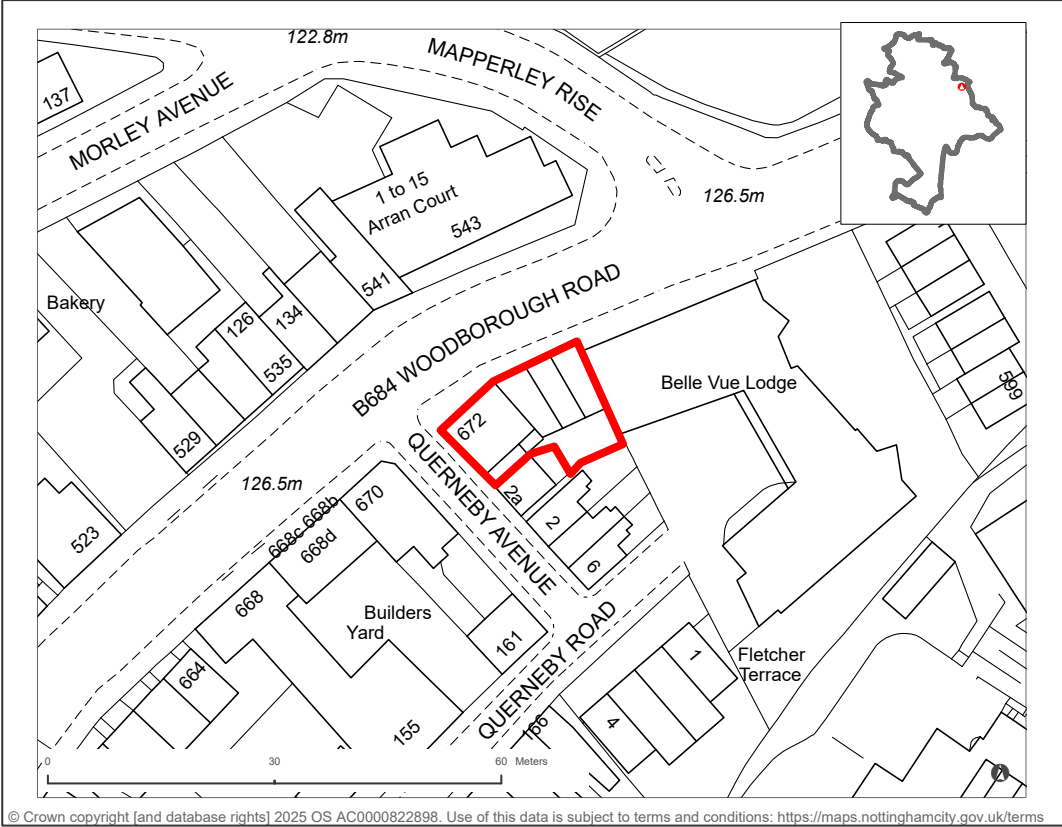 122.8m
MAPPERLEY RISE
137
MORLEY AVENUE
1 to 15
Arran Court
543
126.5m
541
Bakery
126
134
535
B684 WOODBOROUGH ROAD
Belle Vue Lodge
599
672
529
QUERNEBY AVENUE
126.5m
2a
670
2
523
668c 668b
668d
6
668
Builders
Yard
161
QUERNEBY ROAD
1
Fletcher
Terrace
664
4
166
155
0 30 60 Meters
© Crown copyright [and database rights] 2025 OS AC0000822898. Use of this data is subject to terms and conditions: https://maps.nottinghamcity.gov.uk/terms